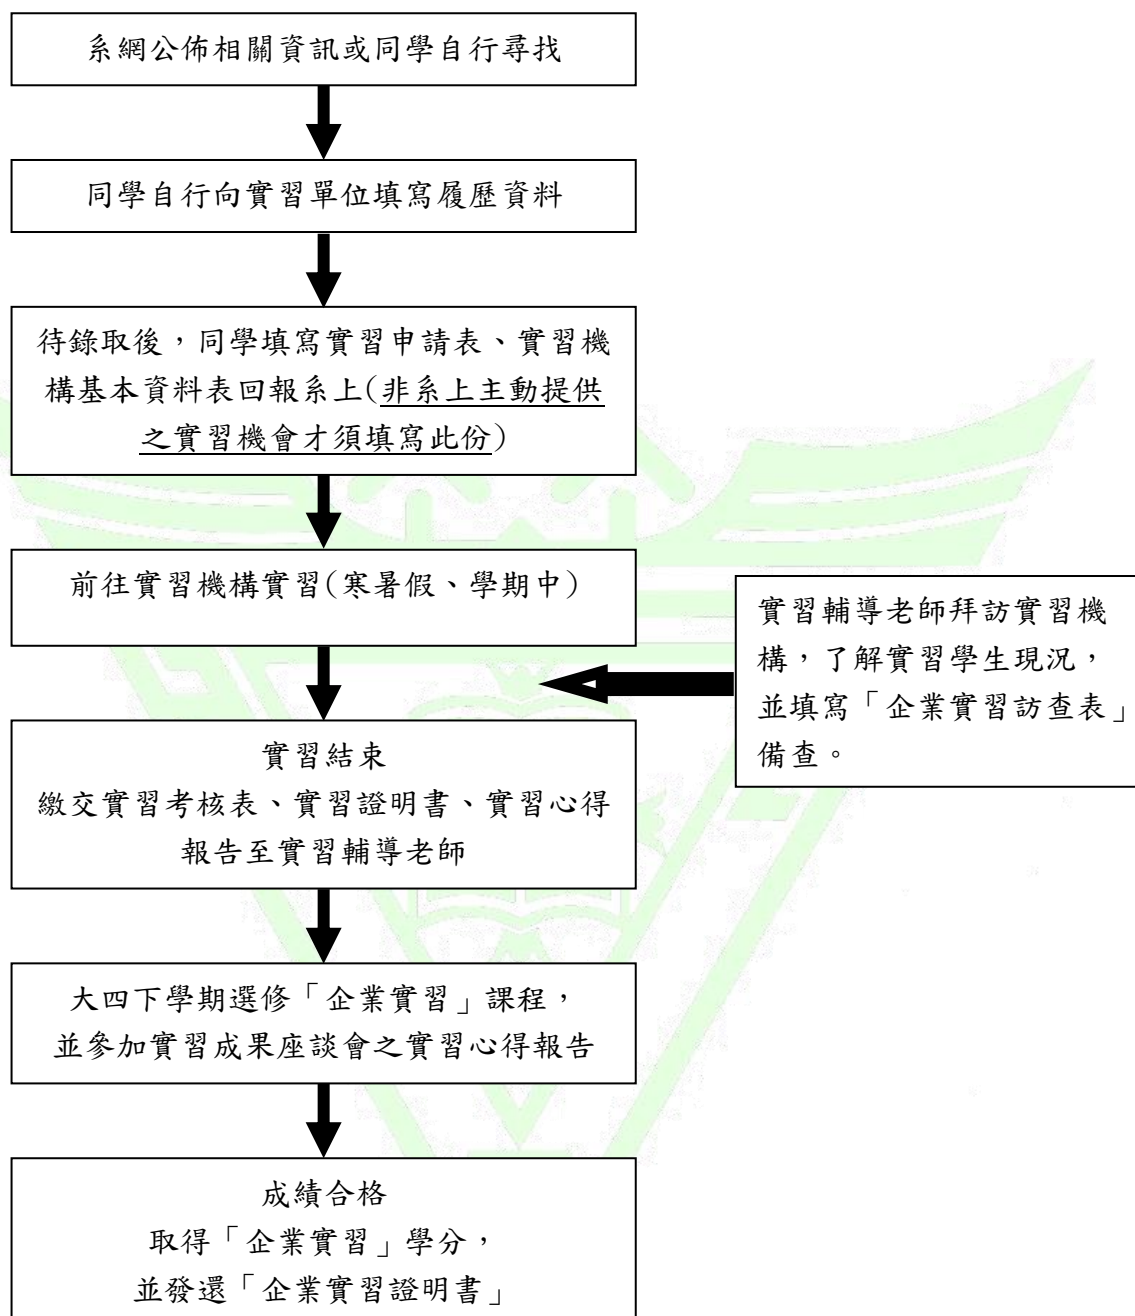 系網公佈相關資訊或同學自行尋找
同學自行向實習單位填寫履歷資料
待錄取後，同學填寫實習申請表、實習機
構基本資料表回報系上(非系上主動提供
之實習機會才須填寫此份)
前往實習機構實習(寒暑假、學期中)
實習輔導老師拜訪實習機
構，了解實習學生現況，
並填寫「企業實習訪查表」
備查。
實習結束
繳交實習考核表、實習證明書、實習心得
報告至實習輔導老師
大四下學期選修「企業實習」課程，
並參加實習成果座談會之實習心得報告
成績合格
取得「企業實習」學分，
並發還「企業實習證明書」